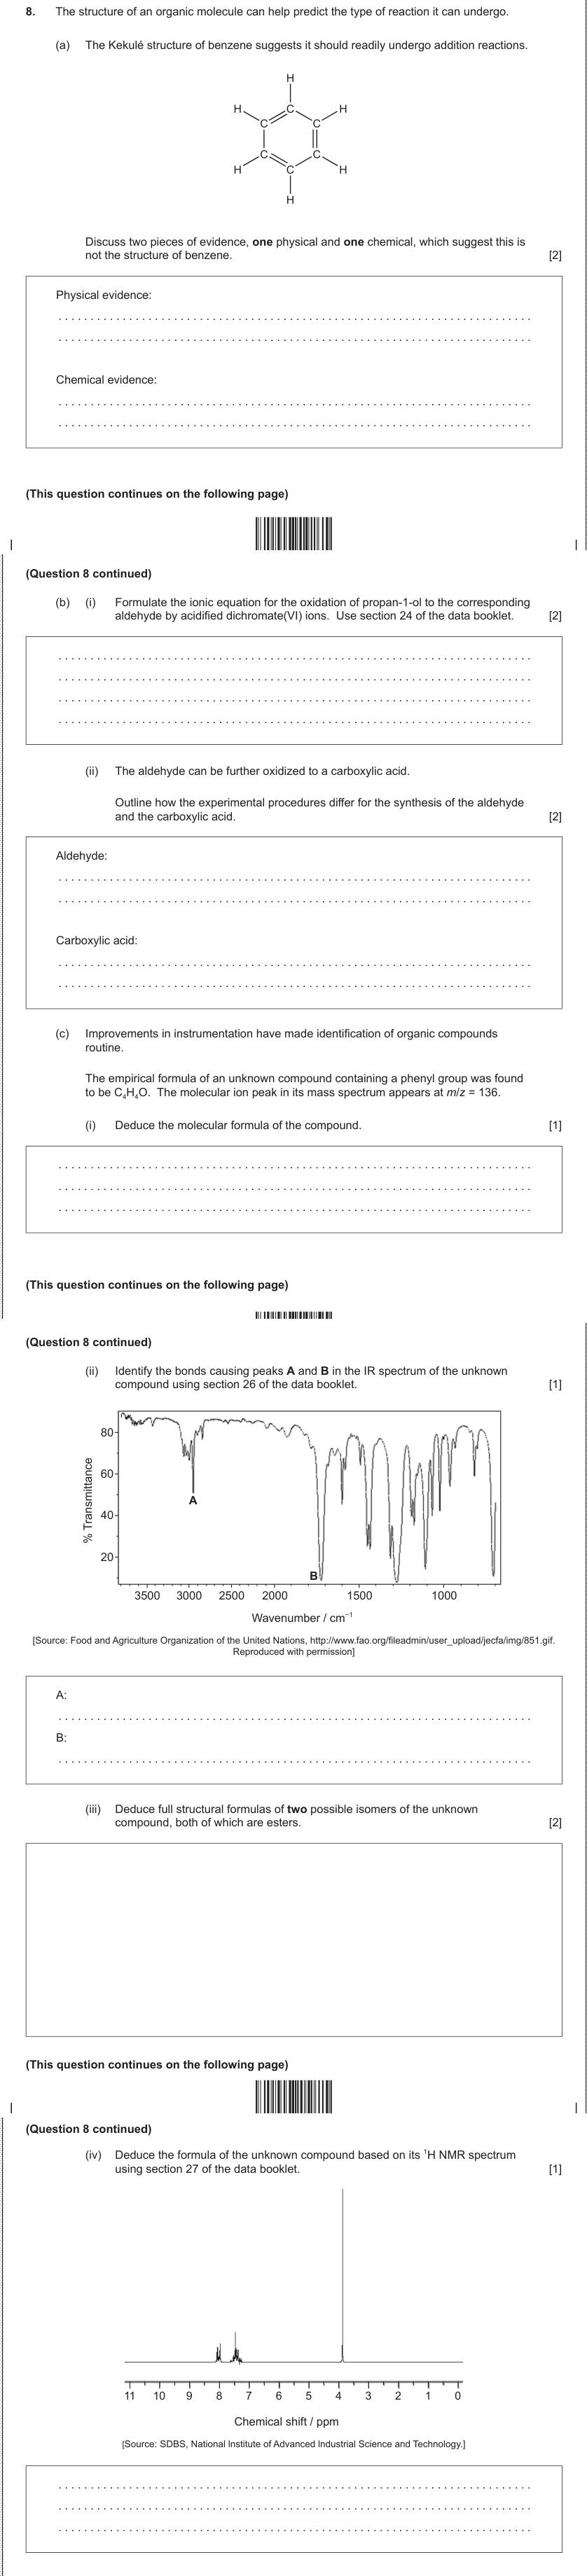 8. The structure of an organic molecule can help predict the type of reaction it can undergo.
(a) The Kekulé structure of benzene suggests it should readily undergo addition reactions.
H
H C H
C C
C C
H C H
H
Discuss two pieces of evidence, one physical and one chemical, which suggest this is
not the structure of benzene. [2]
Physical evidence:
Chemical evidence:
(This question continues on the following page)
(Question 8 continued)
(b) (i) Formulate the ionic equation for the oxidation of propan-1-ol to the corresponding
aldehyde by acidified dichromate(VI) ions. Use section 24 of the data booklet. [2]
(ii) The aldehyde can be further oxidized to a carboxylic acid.
Outline how the experimental procedures differ for the synthesis of the aldehyde
and the carboxylic acid. [2]
Aldehyde:
Carboxylic acid:
(c) Improvements in instrumentation have made identification of organic compounds
routine.
The empirical formula of an unknown compound containing a phenyl group was found
to be C₄H₄O. The molecular ion peak in its mass spectrum appears at m/z = 136.
(i) Deduce the molecular formula of the compound. [1]
(This question continues on the following page)
(Question 8 continued)
(ii) Identify the bonds causing peaks A and B in the IR spectrum of the unknown
compound using section 26 of the data booklet. [1]
80
60
40
20
% Transmittance
A
B
3500 3000 2500 2000 1500 1000
Wavenumber / cm⁻¹
[Source: Food and Agriculture Organization of the United Nations, http://www.fao.org/fileadmin/user_upload/jecfa/img/851.gif.
Reproduced with permission]
A:
B:
(iii) Deduce full structural formulas of two possible isomers of the unknown
compound, both of which are esters. [2]
(This question continues on the following page)
(Question 8 continued)
(iv) Deduce the formula of the unknown compound based on its ¹H NMR spectrum
using section 27 of the data booklet. [1]
11 10 9 8 7 6 5 4 3 2 1 0
Chemical shift / ppm
[Source: SDBS, National Institute of Advanced Industrial Science and Technology.]